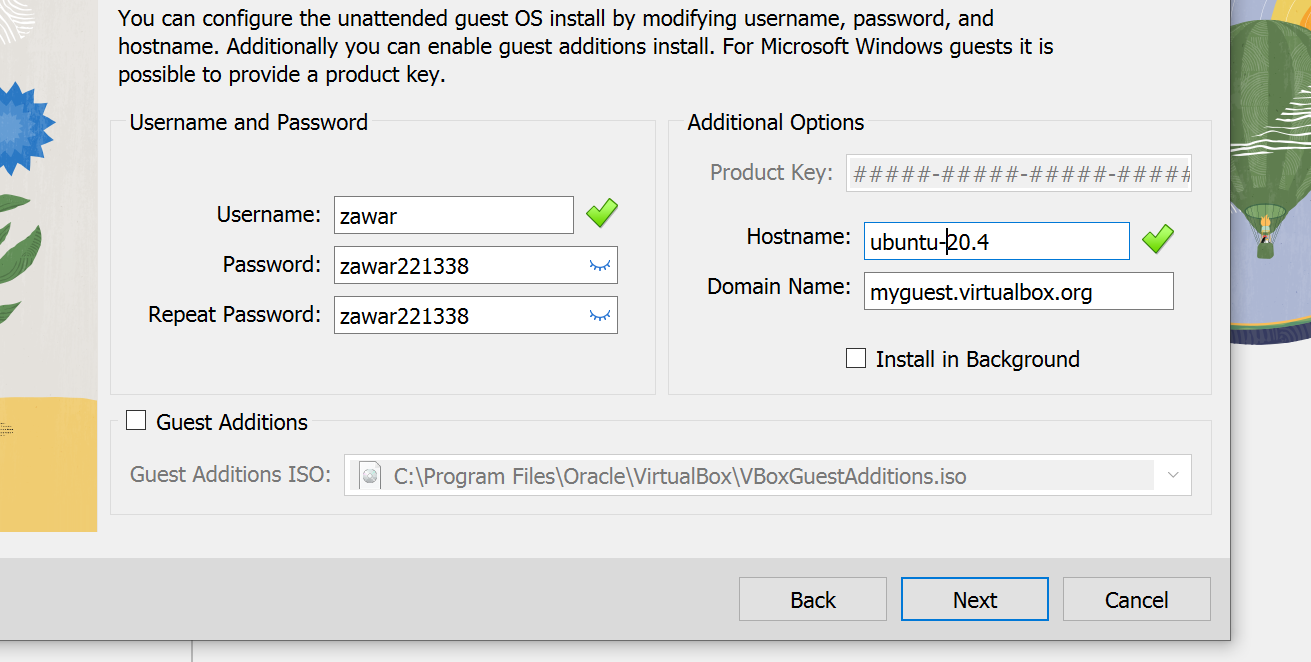 You can configure the unattended guest OS install by modifying username, password, and
hostname. Additionally you can enable guest additions install. For Microsoft Windows guests it is
possible to provide a product key.
Username and Password
Username: zawar
Password: zawar221338
Repeat Password: zawar221338
Additional Options
Product Key: #####-#####-#####-#####
Hostname: ubuntu-20.4
Domain Name: myguest.virtualbox.org
Install in Background
Guest Additions
Guest Additions ISO: C:\Program Files\Oracle\VirtualBox\VBoxGuestAdditions.iso
Back Next Cancel